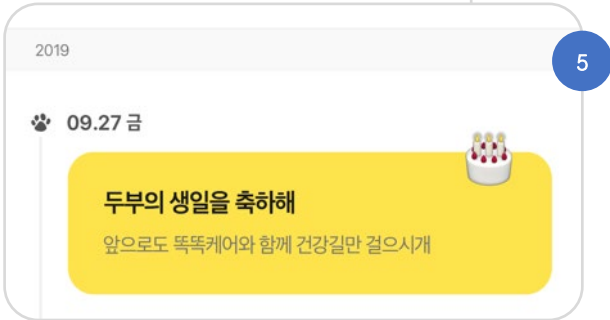 2019
5
09.27 금
두부의 생일을 축하해
앞으로도 똑똑케어와 함께 건강길만 걸으시개